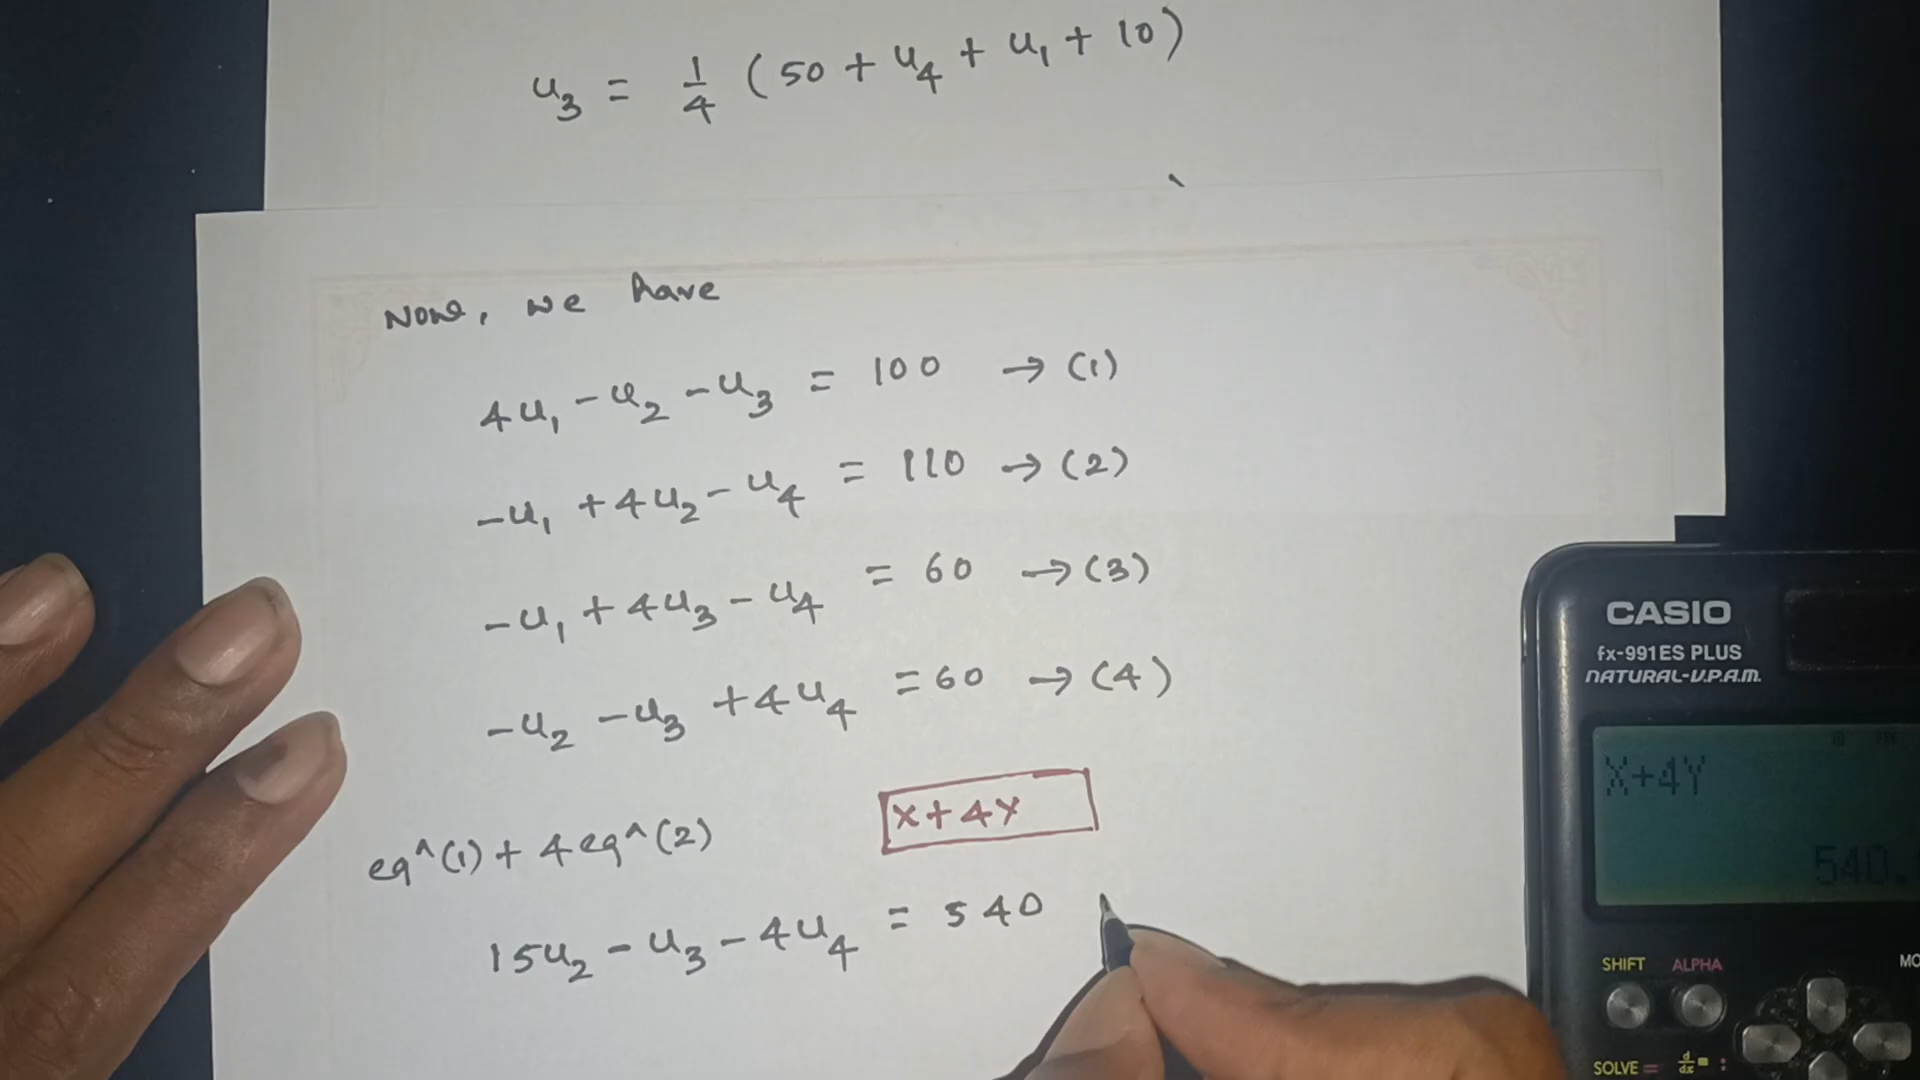 u₃ = 1/4 (50 + u₄ + u₁ + 10)
Now, we have
4u₁ - u₂ - u₃ = 100 → (1)
-u₁ + 4u₂ - u₄ = 110 → (2)
-u₁ + 4u₃ - u₄ = 60 → (3)
-u₂ - u₃ + 4u₄ = 60 → (4)
eq^(1) + 4eq^(2)
X + 4Y
15u₂ - u₃ - 4u₄ = 540
CASIO
fx-991ES PLUS
NATURAL-V.P.A.M.
X+4Y
540.
SHIFT ALPHA MO
SOLVE = d/dx :